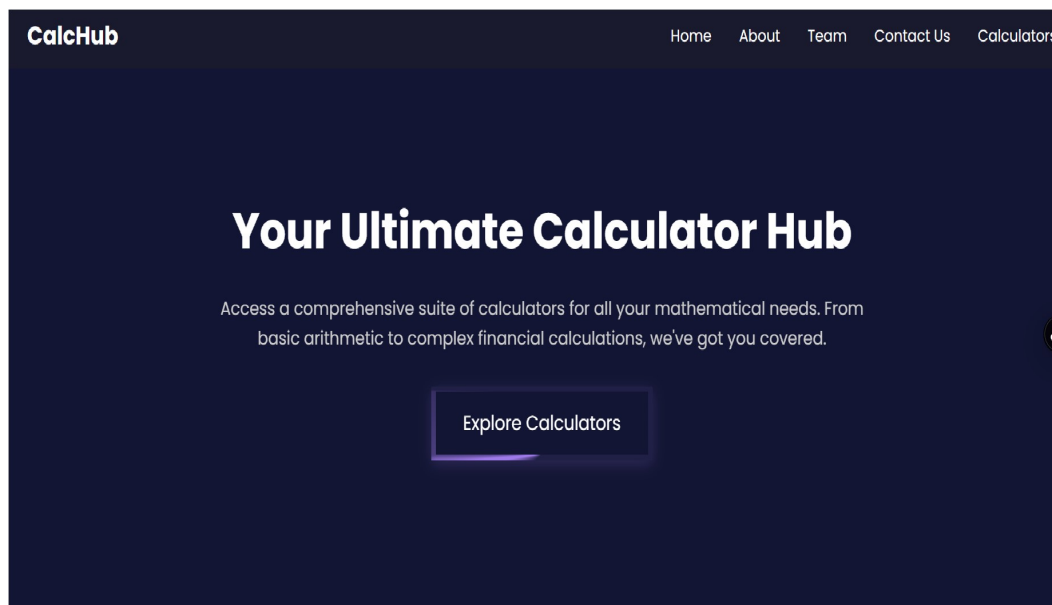 CalcHub
Home About Team Contact Us Calculators
Your Ultimate Calculator Hub
Access a comprehensive suite of calculators for all your mathematical needs. From
basic arithmetic to complex financial calculations, we've got you covered.
Explore Calculators